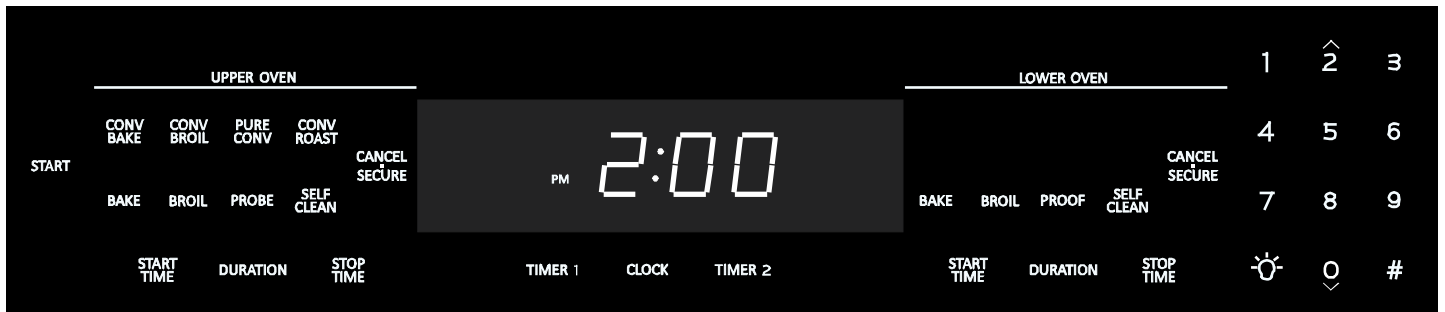 UPPER OVEN
LOWER OVEN
1 2 3
CONV BAKE
CONV BROIL
PURE CONV
CONV ROAST
4 5 6
START
CANCEL
SECURE
PM 2:00
CANCEL
SECURE
BAKE BROIL PROBE SELF CLEAN
BAKE BROIL PROOF SELF CLEAN
7 8 9
START TIME
DURATION
STOP TIME
TIMER 1 CLOCK TIMER 2
START TIME
DURATION
STOP TIME
0 #